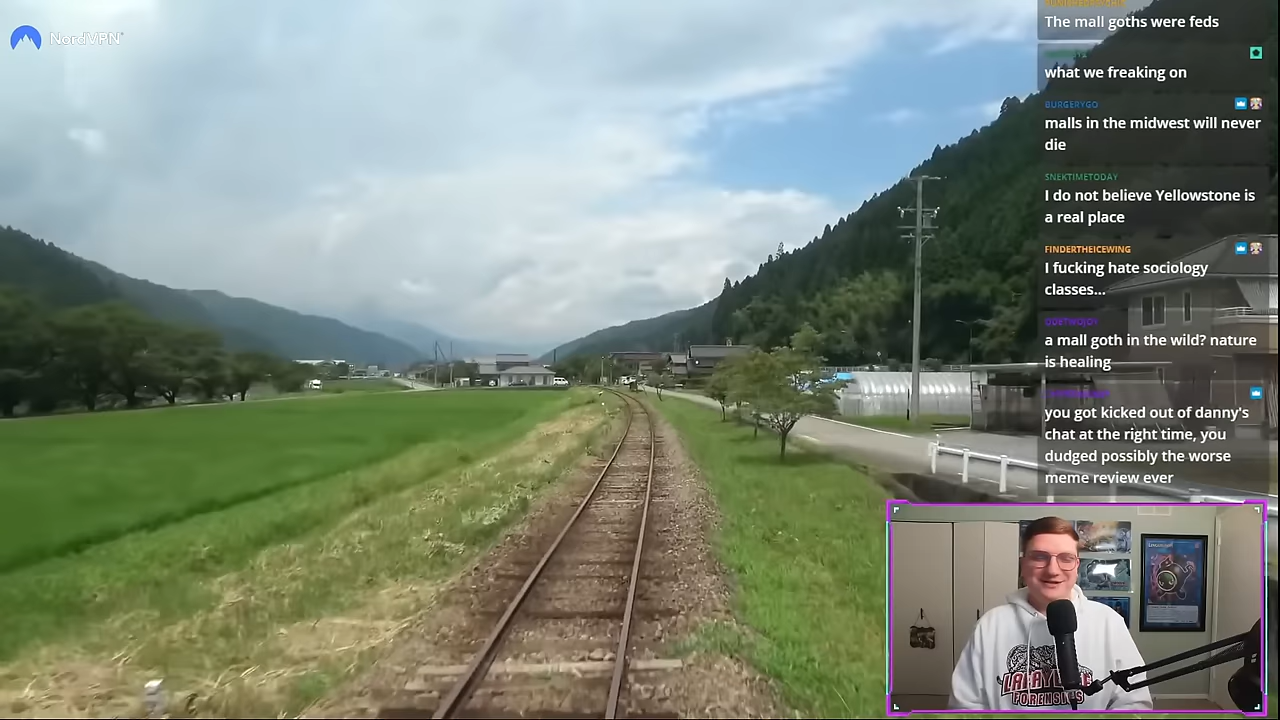 NordVPN
The mall goths were feds
what we freaking on
BURGERYGO
malls in the midwest will never
die
SNEKTIMETODAY
I do not believe Yellowstone is
a real place
FINDERTHEICEWING
I fucking hate sociology
classes...
a mall goth in the wild? nature
is healing
you got kicked out of danny's
chat at the right time, you
dudged possibly the worse
meme review ever
FORENSICS